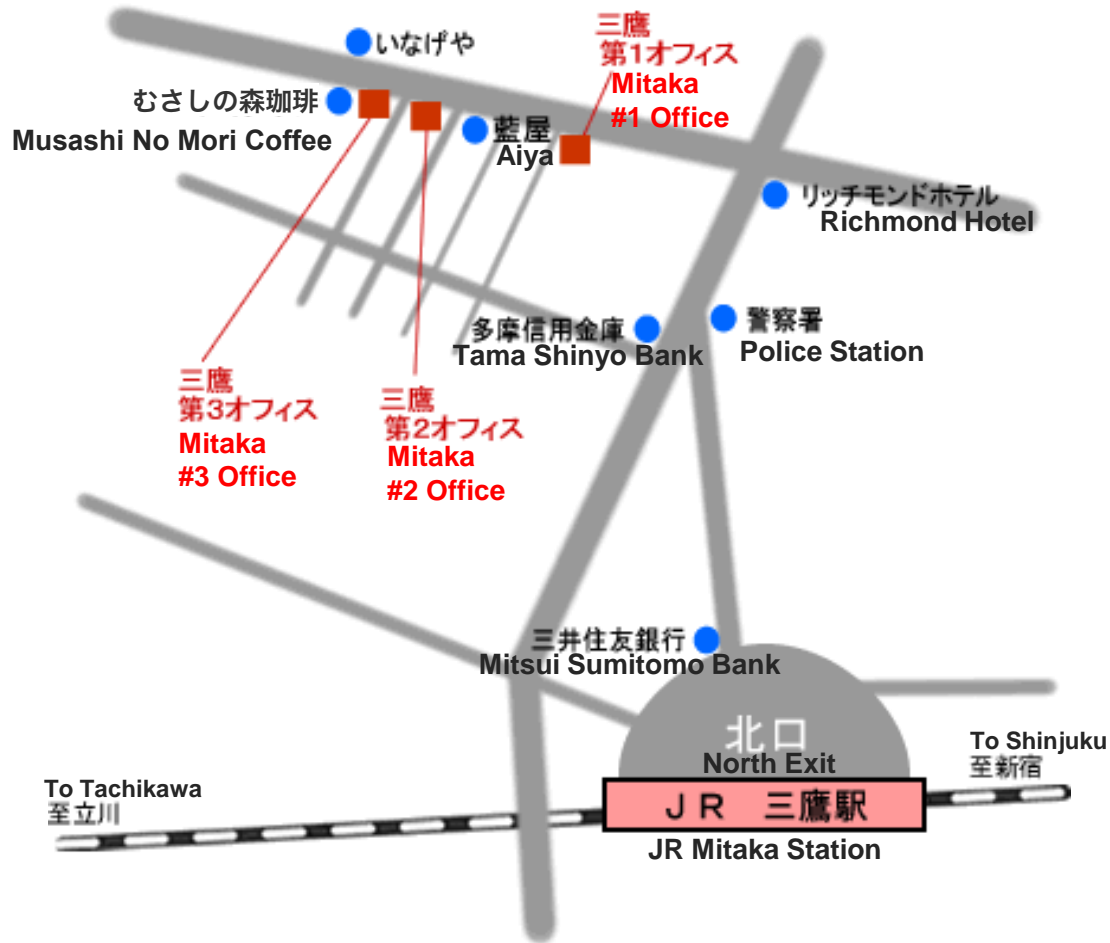 いなげや
三鷹
第1オフィス
Mitaka
#1 Office
むさしの森珈琲
Musashi No Mori Coffee
藍屋
Aiya
リッチモンドホテル
Richmond Hotel
多摩信用金庫
Tama Shinyo Bank
警察署
Police Station
三鷹
第3オフィス
Mitaka
#3 Office
三鷹
第2オフィス
Mitaka
#2 Office
三井住友銀行
Mitsui Sumitomo Bank
北口
North Exit
To Shinjuku
至新宿
To Tachikawa
至立川
JR 三鷹駅
JR Mitaka Station